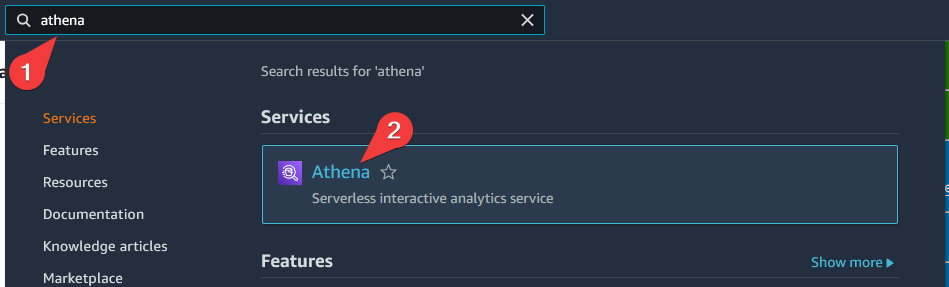 athena
1
Search results for 'athena'
Services
Features
Resources
Documentation
Knowledge articles
Marketplace
Services
2
Athena
Serverless interactive analytics service
Features
Show more